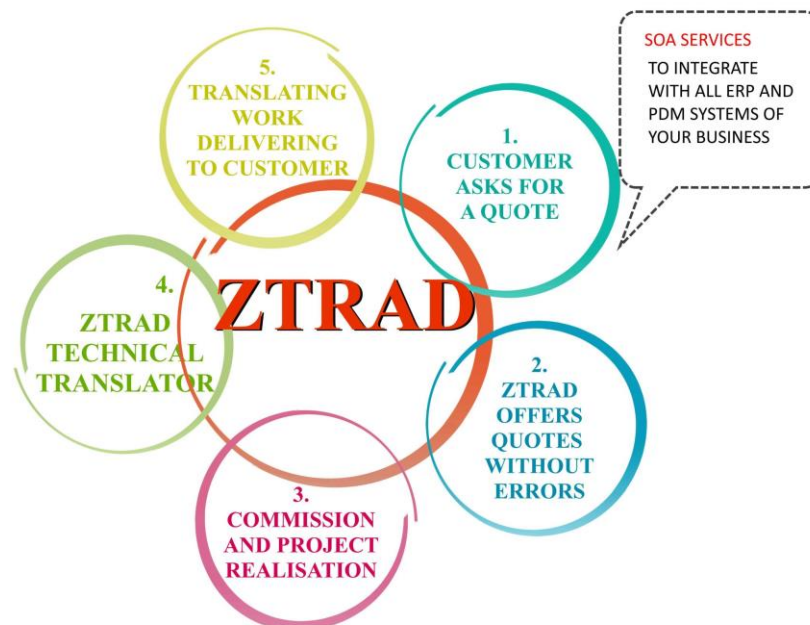 SOA SERVICES
TO INTEGRATE
WITH ALL ERP AND
PDM SYSTEMS OF
YOUR BUSINESS
ZTRAD
1.
CUSTOMER
ASKS FOR
A QUOTE
2.
ZTRAD
OFFERS
QUOTES
WITHOUT
ERRORS
3.
COMMISSION
AND PROJECT
REALISATION
4.
ZTRAD
TECHNICAL
TRANSLATOR
5.
TRANSLATING
WORK
DELIVERING
TO CUSTOMER